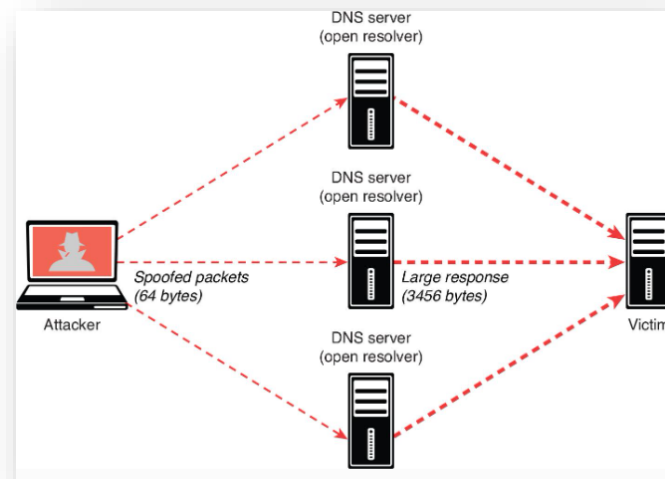 DNS server
(open resolver)
DNS server
(open resolver)
Spoofed packets
(64 bytes)
Large response
(3456 bytes)
Attacker
Victim
DNS server
(open resolver)